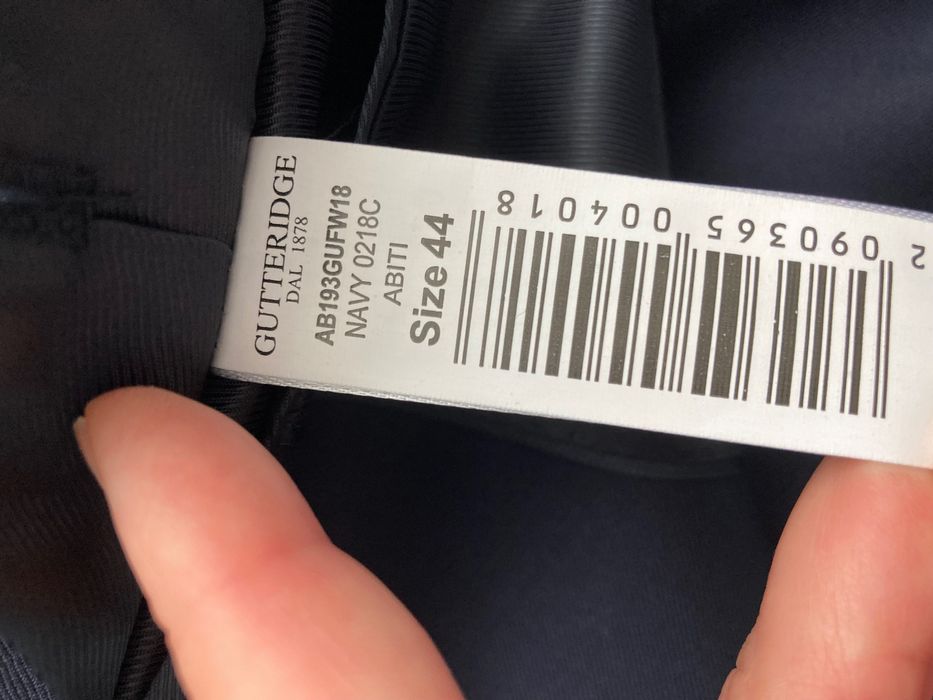 GUTTERIDGE
DAL 1878
AB193GUFW18
NAVY 0218C
ABITI
Size 44
2 090365 004018